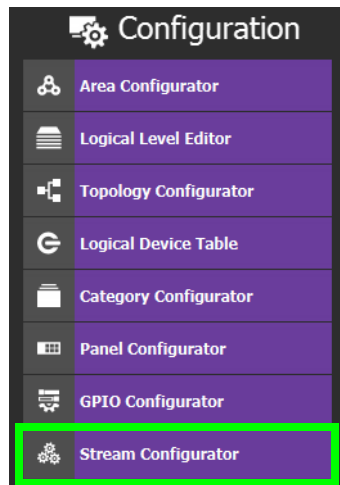 Configuration
Area Configurator
Logical Level Editor
Topology Configurator
Logical Device Table
Category Configurator
Panel Configurator
GPIO Configurator
Stream Configurator